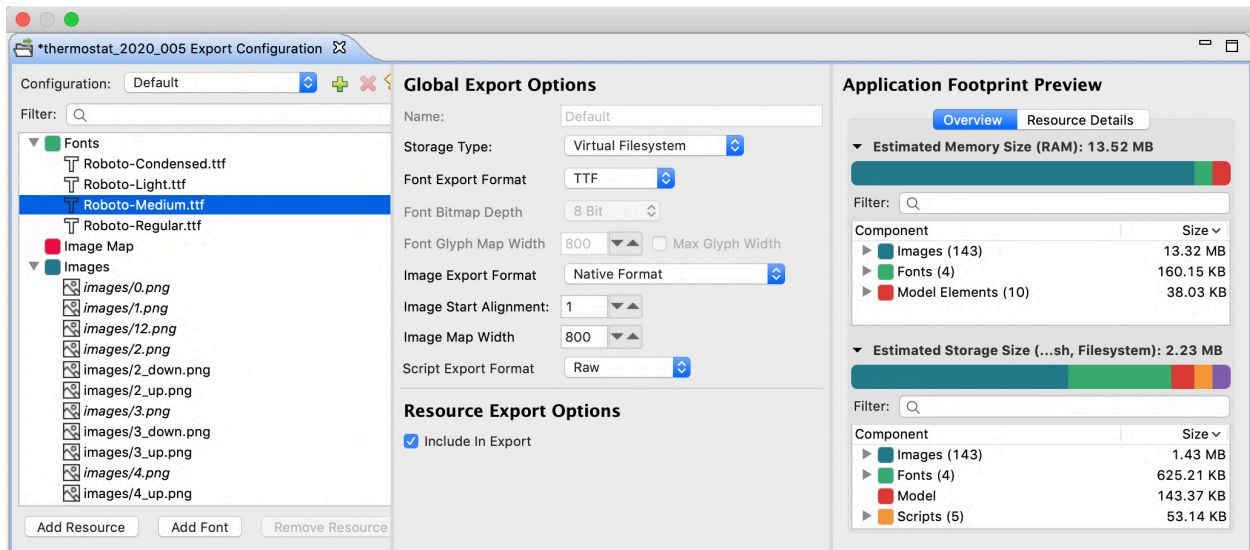 *thermostat_2020_005 Export Configuration
Configuration: Default
Filter:
Fonts
Roboto-Condensed.ttf
Roboto-Light.ttf
Roboto-Medium.ttf
Roboto-Regular.ttf
Image Map
Images
images/0.png
images/1.png
images/12.png
images/2.png
images/2_down.png
images/2_up.png
images/3.png
images/3_down.png
images/3_up.png
images/4.png
images/4_up.png
Add Resource Add Font Remove Resource
Global Export Options
Name: Default
Storage Type: Virtual Filesystem
Font Export Format TTF
Font Bitmap Depth 8 Bit
Font Glyph Map Width 800 Max Glyph Width
Image Export Format Native Format
Image Start Alignment: 1
Image Map Width 800
Script Export Format Raw
Resource Export Options
Include In Export
Application Footprint Preview
Overview Resource Details
Estimated Memory Size (RAM): 13.52 MB
Filter:
Component Size
Images (143) 13.32 MB
Fonts (4) 160.15 KB
Model Elements (10) 38.03 KB
Estimated Storage Size (...sh, Filesystem): 2.23 MB
Filter:
Component Size
Images (143) 1.43 MB
Fonts (4) 625.21 KB
Model 143.37 KB
Scripts (5) 53.14 KB